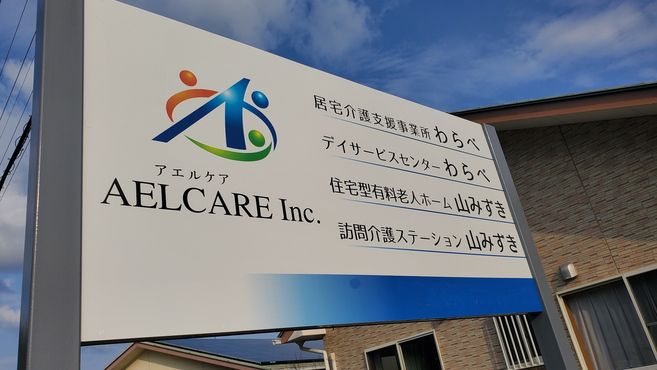 アエルケア
AELCARE Inc.
居宅介護支援事業所 わらべ
デイサービスセンター わらべ
住宅型有料老人ホーム 山みずき
訪問介護ステーション 山みずき